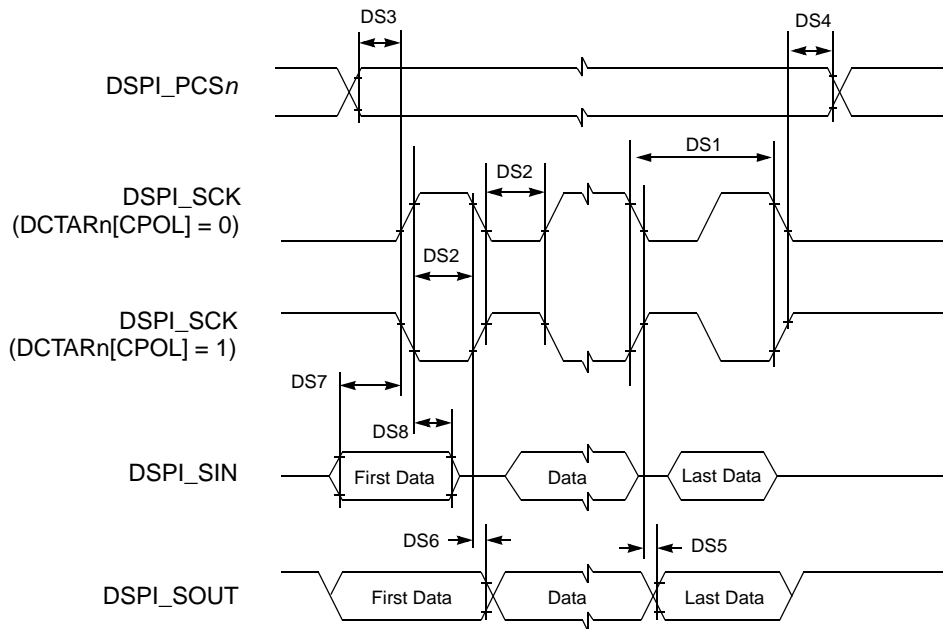 DS3
DS4
DSPI_PCSn
DS1
DS2
DSPI_SCK
(DCTARn[CPOL] = 0)
DS2
DSPI_SCK
(DCTARn[CPOL] = 1)
DS7
DS8
DSPI_SIN
First Data
Data
Last Data
DS6
DS5
DSPI_SOUT
First Data
Data
Last Data